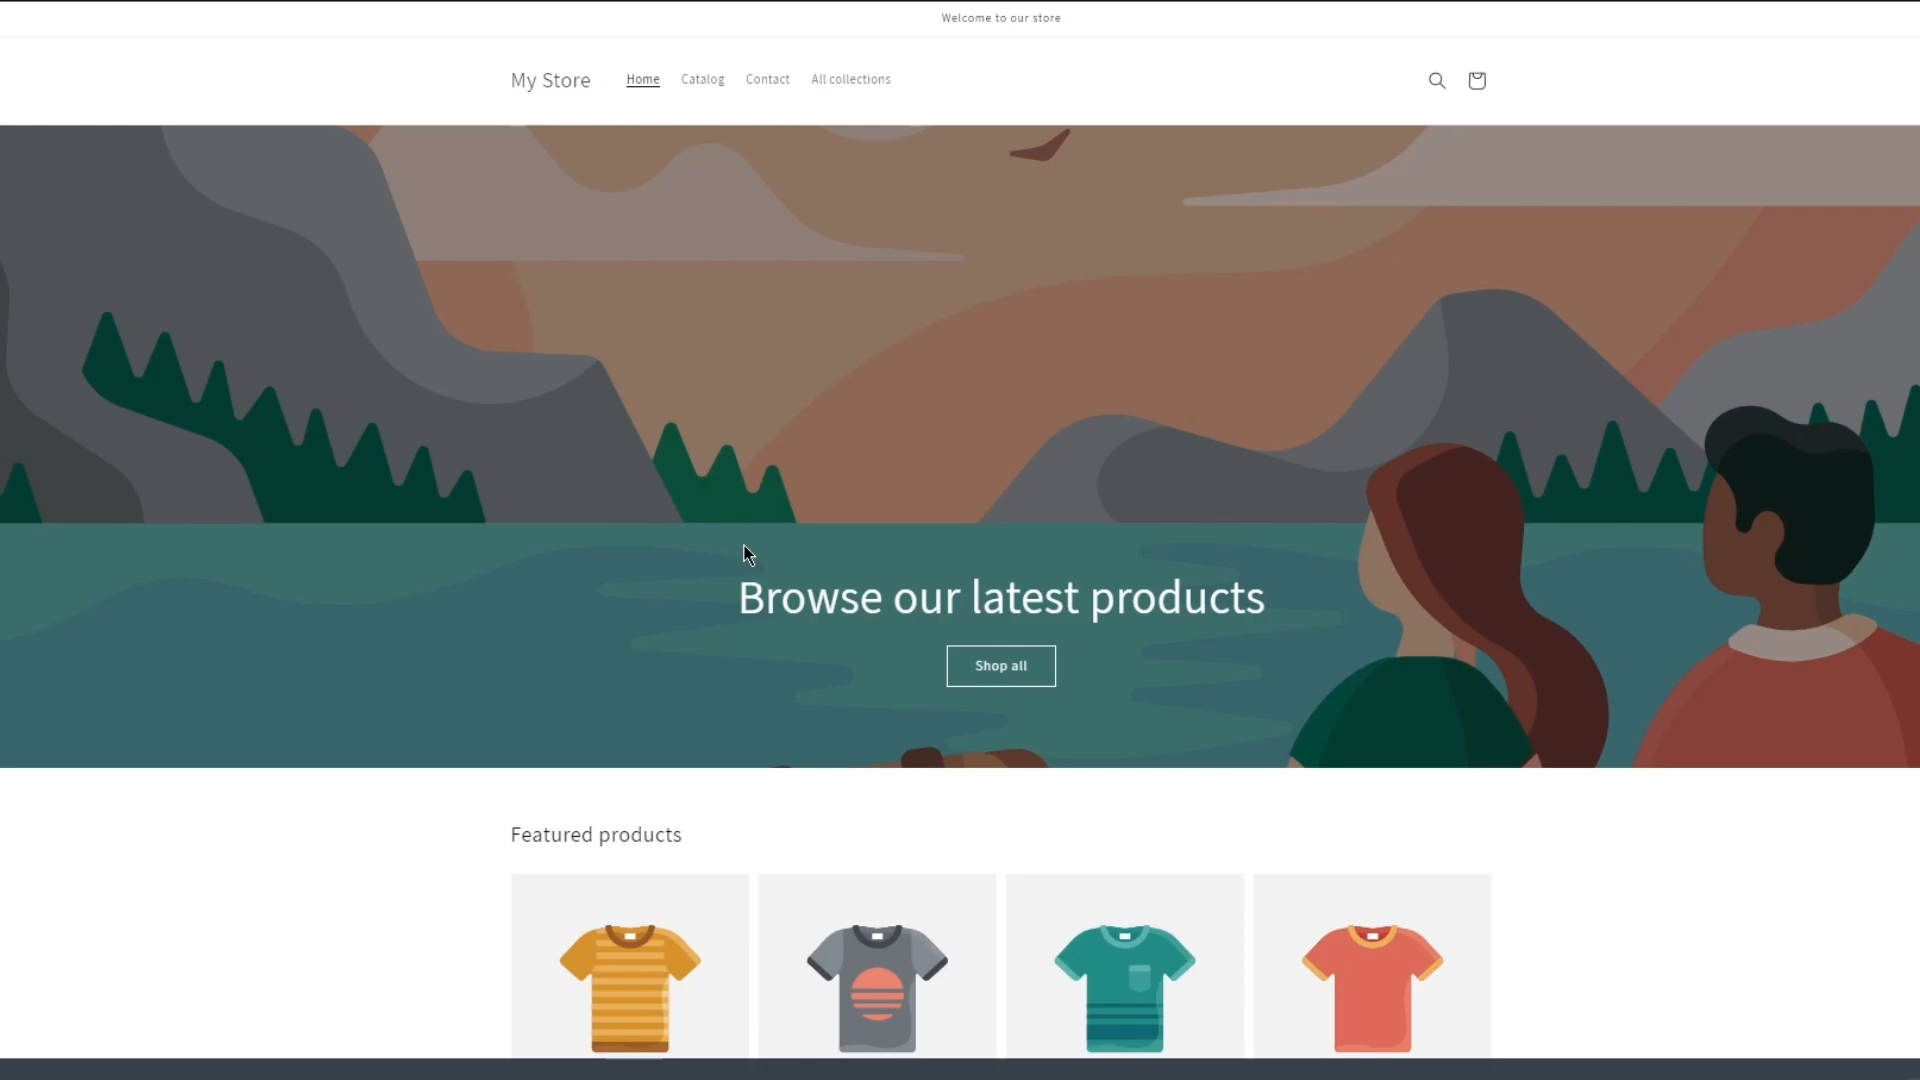 Welcome to our store
My Store
Home
Catalog
Contact
All collections
Browse our latest products
Shop all
Featured products